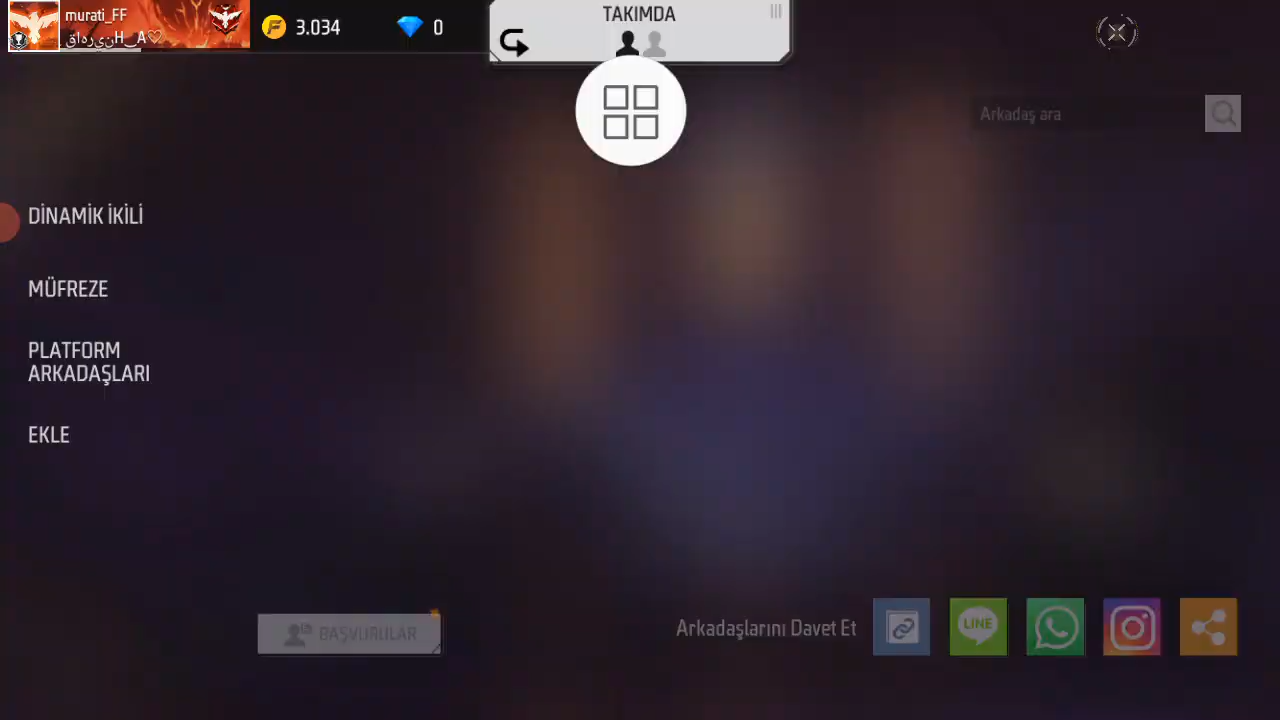 murati_FF
3.034
0
TAKIMDA
Arkadaş ara
DİNAMİK İKİLİ
MÜFREZE
PLATFORM
ARKADAŞLARI
EKLE
BAŞVURULAR
Arkadaşlarını Davet Et
LINE